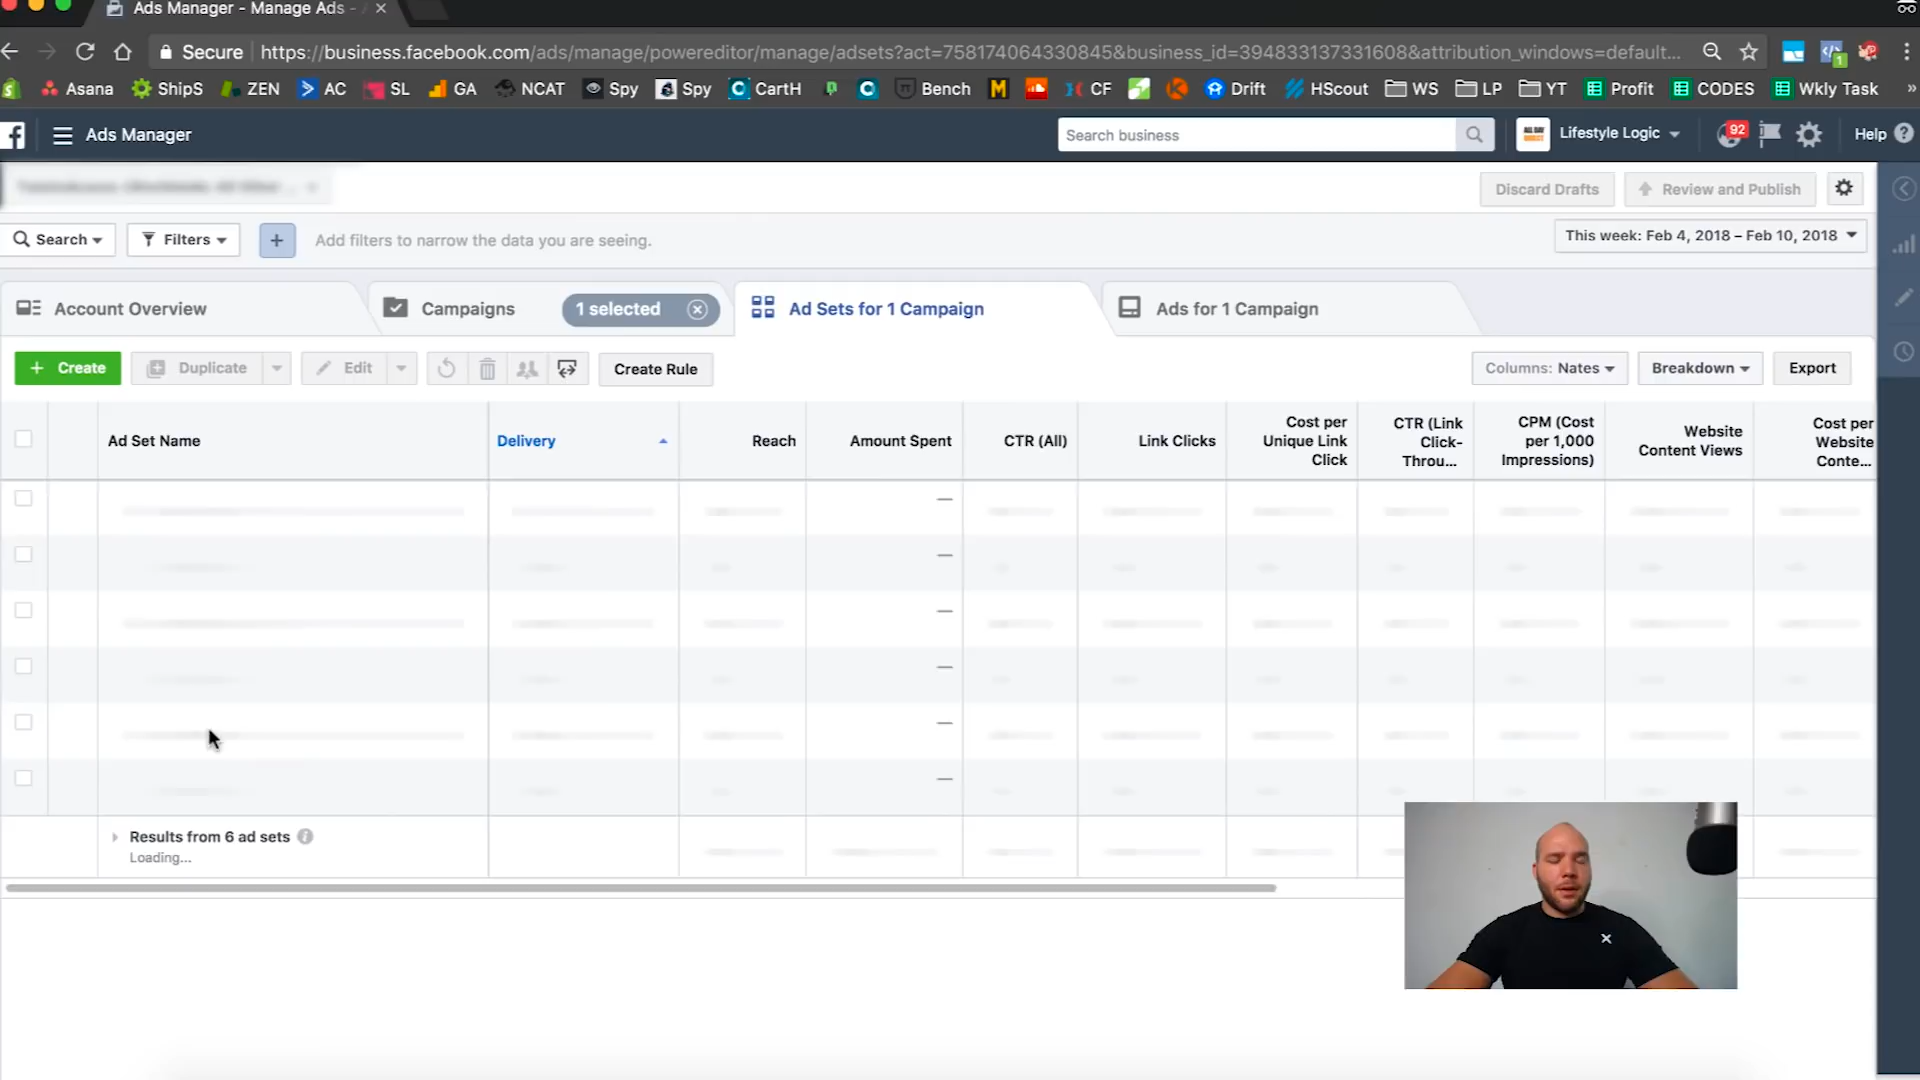 Ads Manager - Manage Ads -
Secure https://business.facebook.com/ads/manage/powereditor/manage/adsets?act=758174064330845&business_id=394833137331608&attribution_windows=default...
1
Asana ShipS ZEN AC SL GA NCAT Spy Spy CartH Bench CF Drift HScout WS LP YT Profit CODES Wkly Task »
Ads Manager Search business Lifestyle Logic 92 Help
Discard Drafts Review and Publish
Search Filters + Add filters to narrow the data you are seeing. This week: Feb 4, 2018 – Feb 10, 2018
Account Overview Campaigns 1 selected Ad Sets for 1 Campaign Ads for 1 Campaign
+ Create Duplicate Edit Create Rule Columns: Nates Breakdown Export
Ad Set Name Delivery Reach Amount Spent CTR (All) Link Clicks
Cost per
Unique Link
Click
CTR (Link
Click-
Throu...
CPM (Cost
per 1,000
Impressions)
Website
Content Views
Cost per
Website
Conte...
—
—
—
—
—
—
Results from 6 ad sets
Loading...